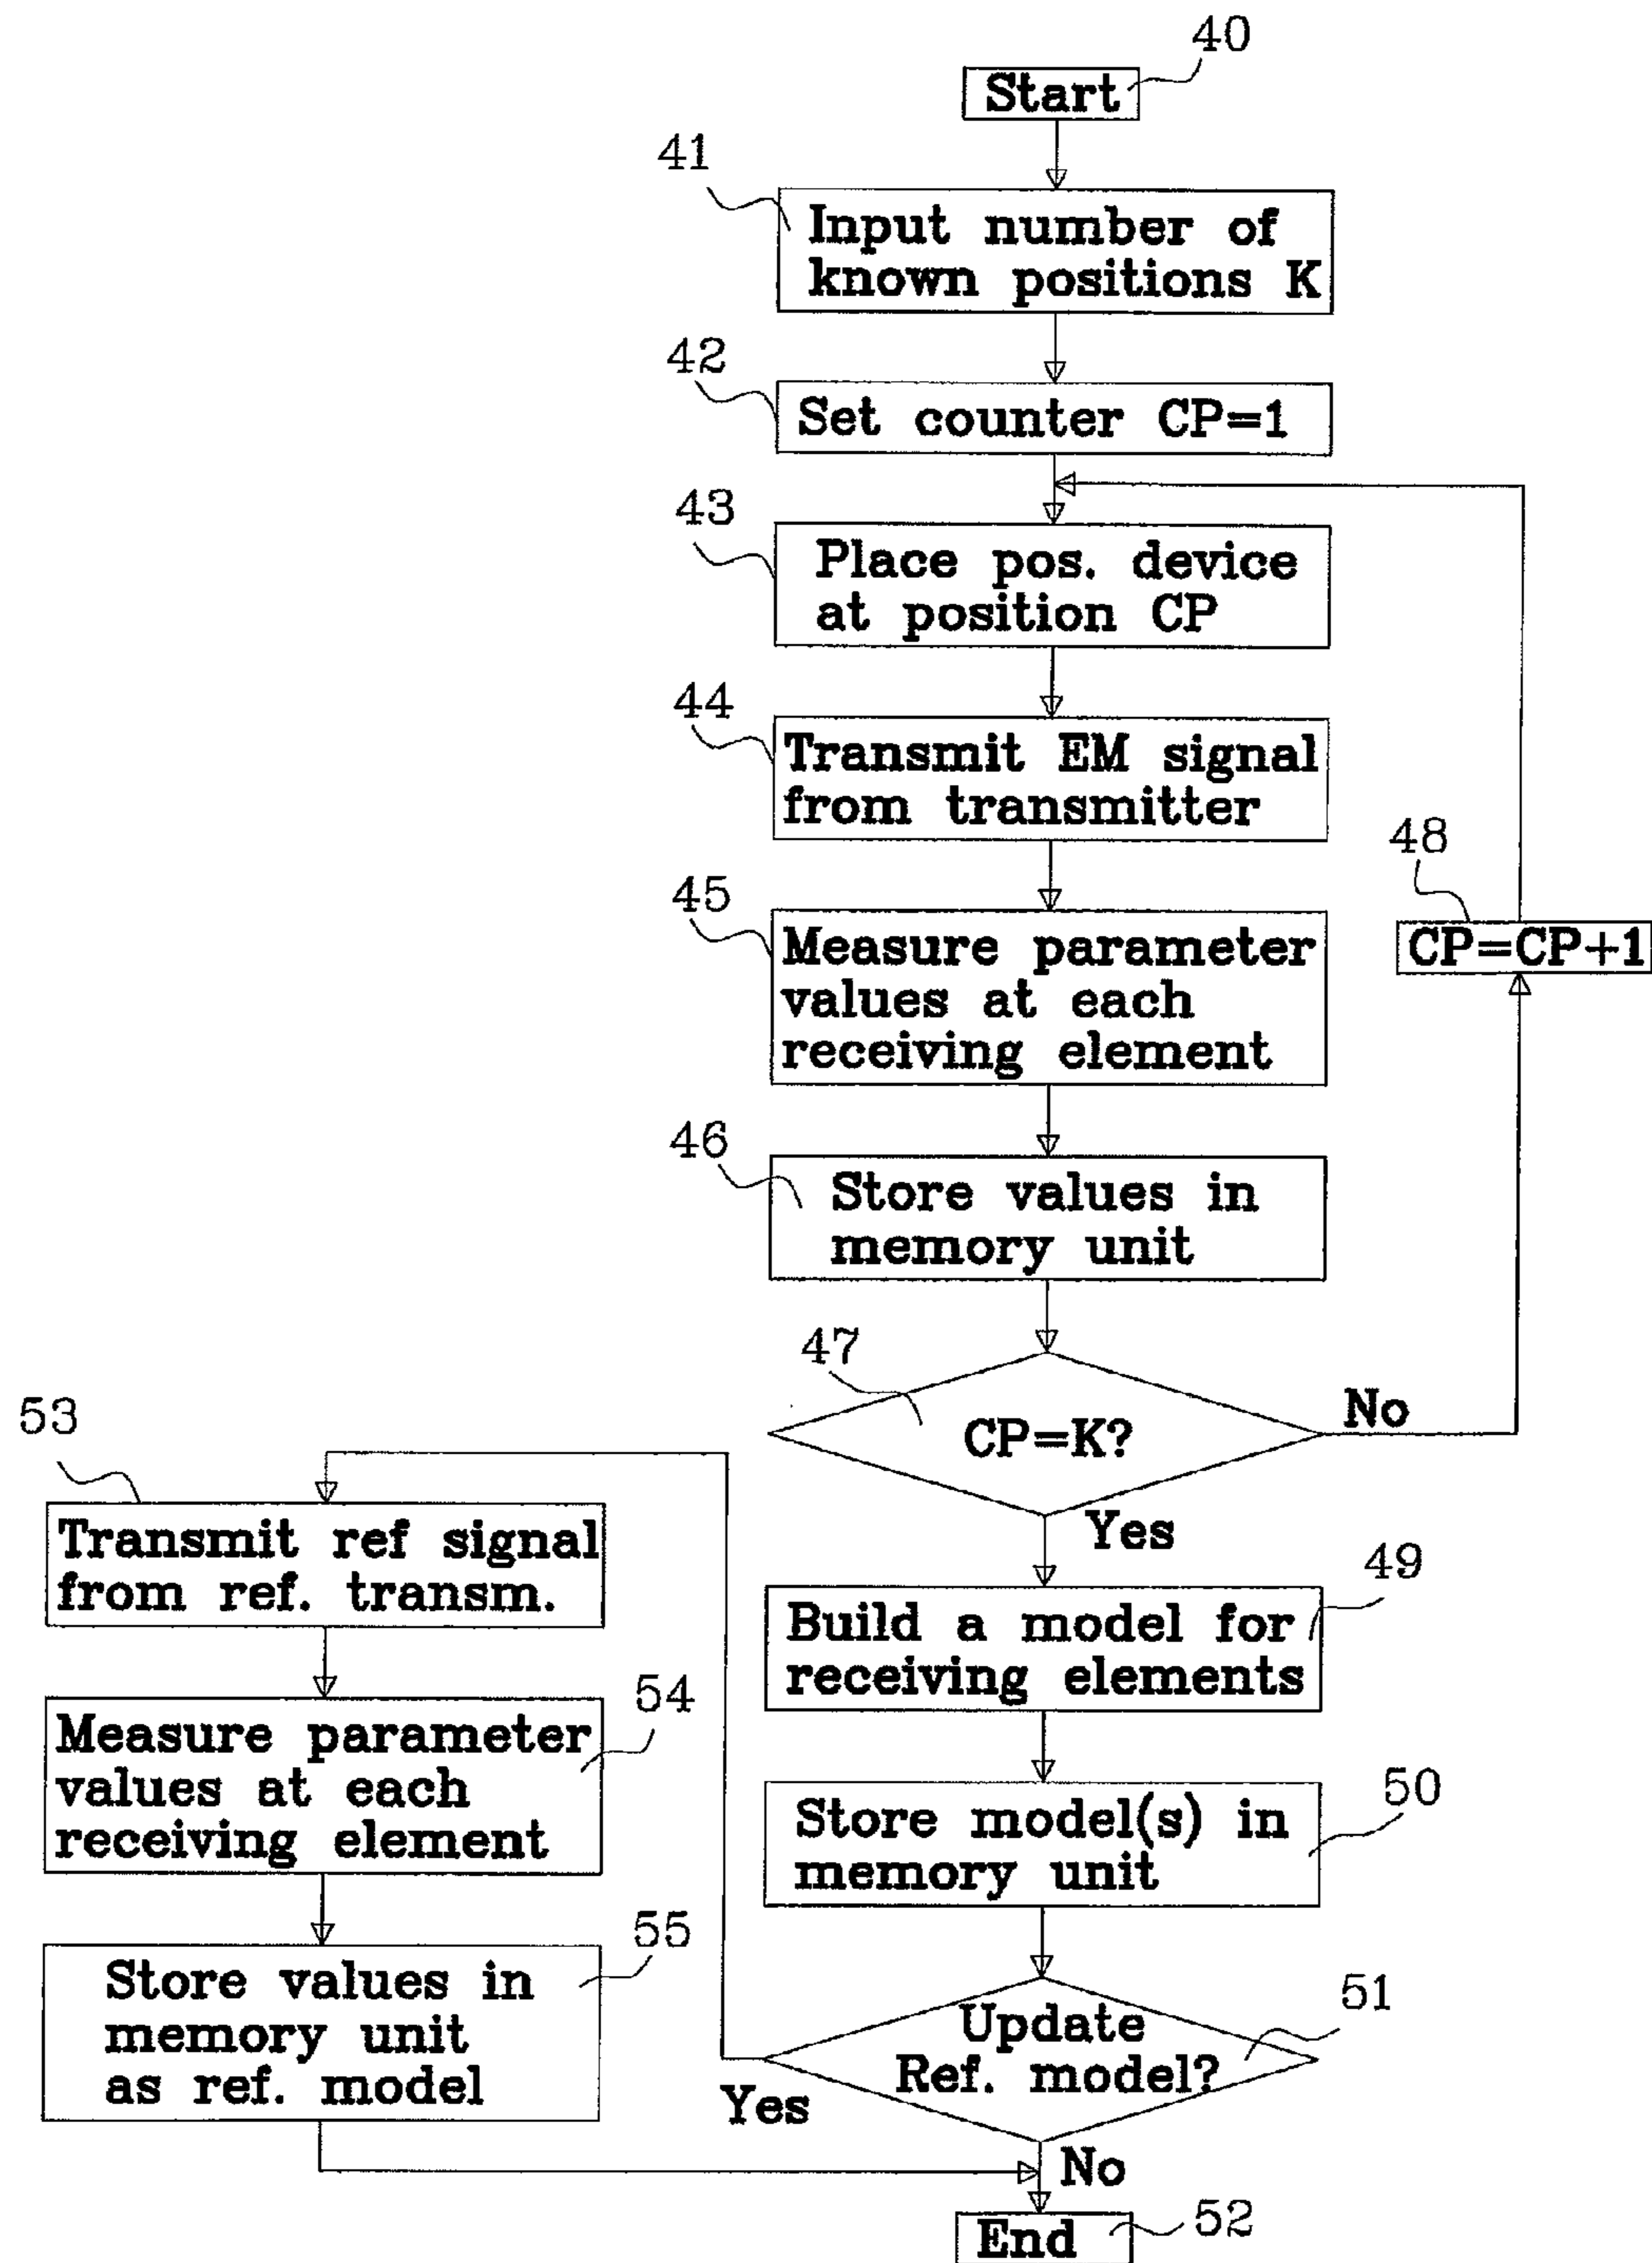 40
Start
41
Input number of
known positions K
42
Set counter CP=1
43
Place pos. device
at position CP
44
Transmit EM signal
from transmitter
45
Measure parameter
values at each
receiving element
48
CP=CP+1
46
Store values in
memory unit
47
CP=K?
No
Yes
49
Build a model for
receiving elements
50
Store model(s) in
memory unit
51
Update
Ref. model?
Yes
No
53
Transmit ref signal
from ref. transm.
54
Measure parameter
values at each
receiving element
55
Store values in
memory unit
as ref. model
End
52